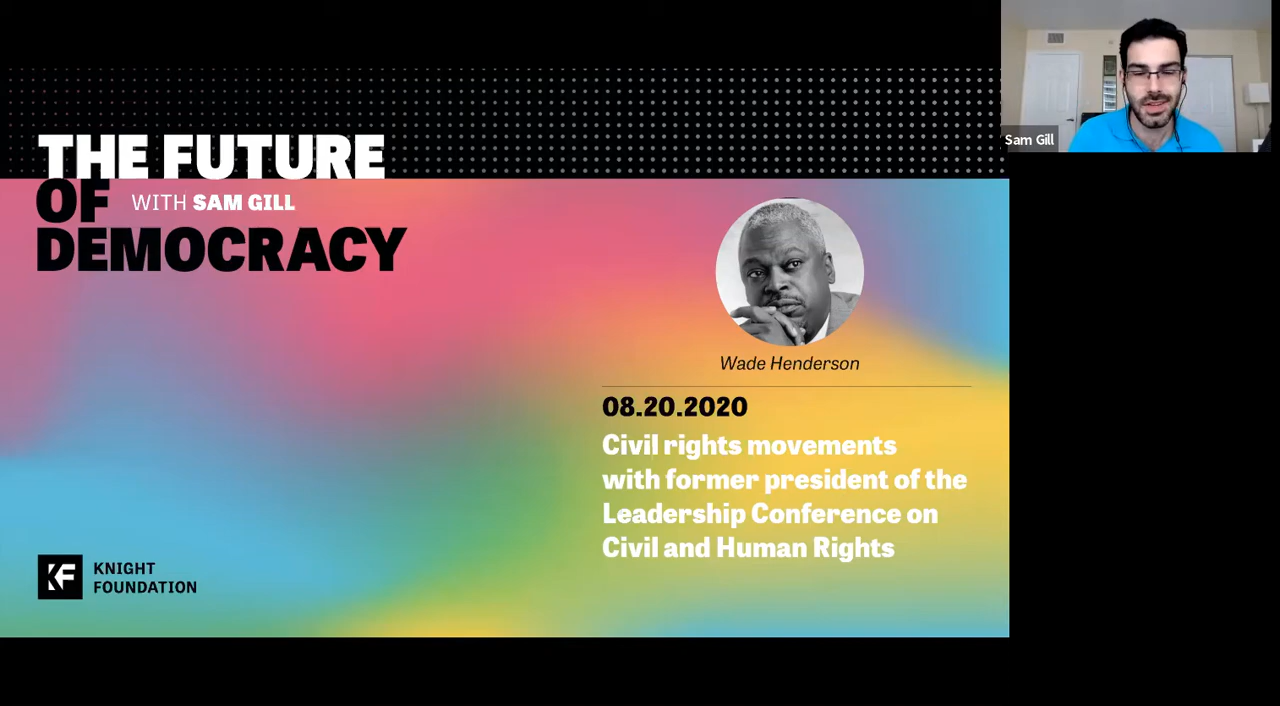 THE FUTURE
OF WITH SAM GILL
DEMOCRACY
Sam Gill
Wade Henderson
08.20.2020
Civil rights movements
with former president of the
Leadership Conference on
Civil and Human Rights
KF KNIGHT
FOUNDATION